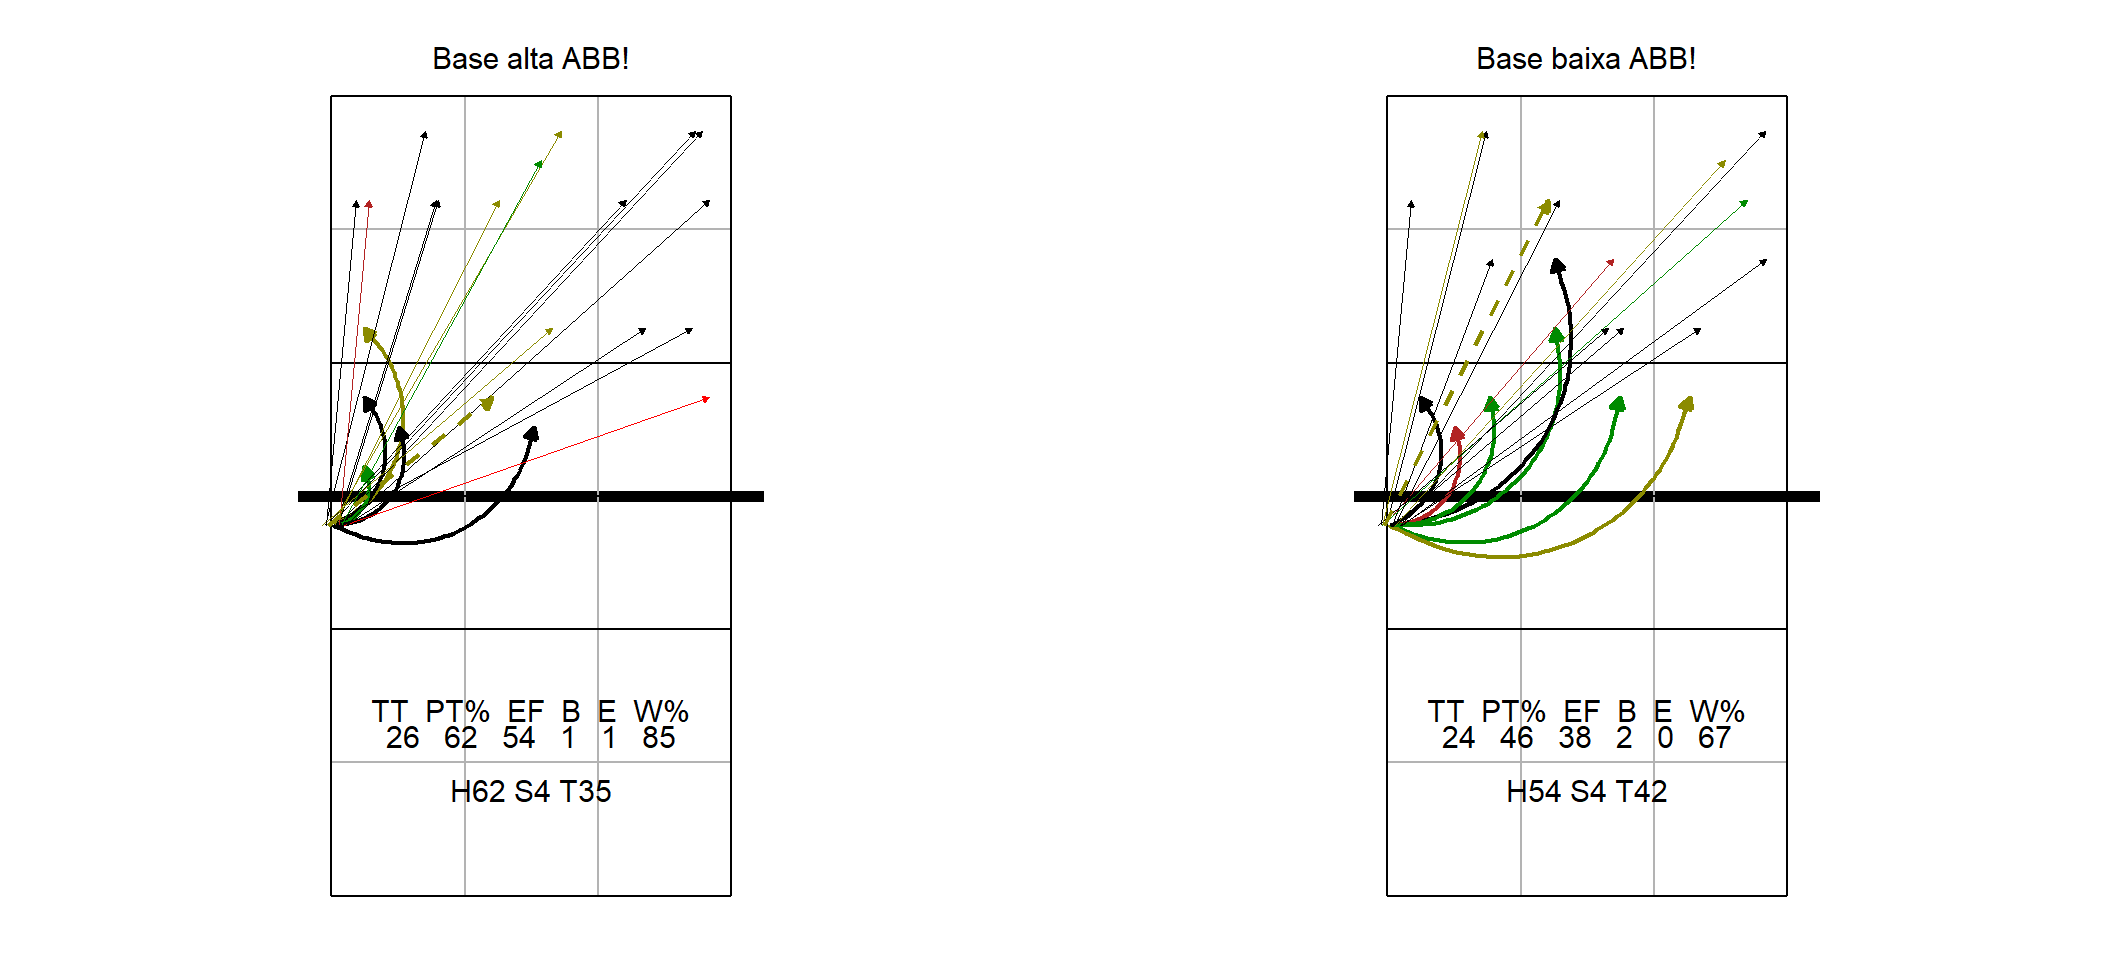 Base alta ABB!
TT PT% EF B E W%
26 62 54 1 1 85
H62 S4 T35
Base baixa ABB!
TT PT% EF B E W%
24 46 38 2 0 67
H54 S4 T42